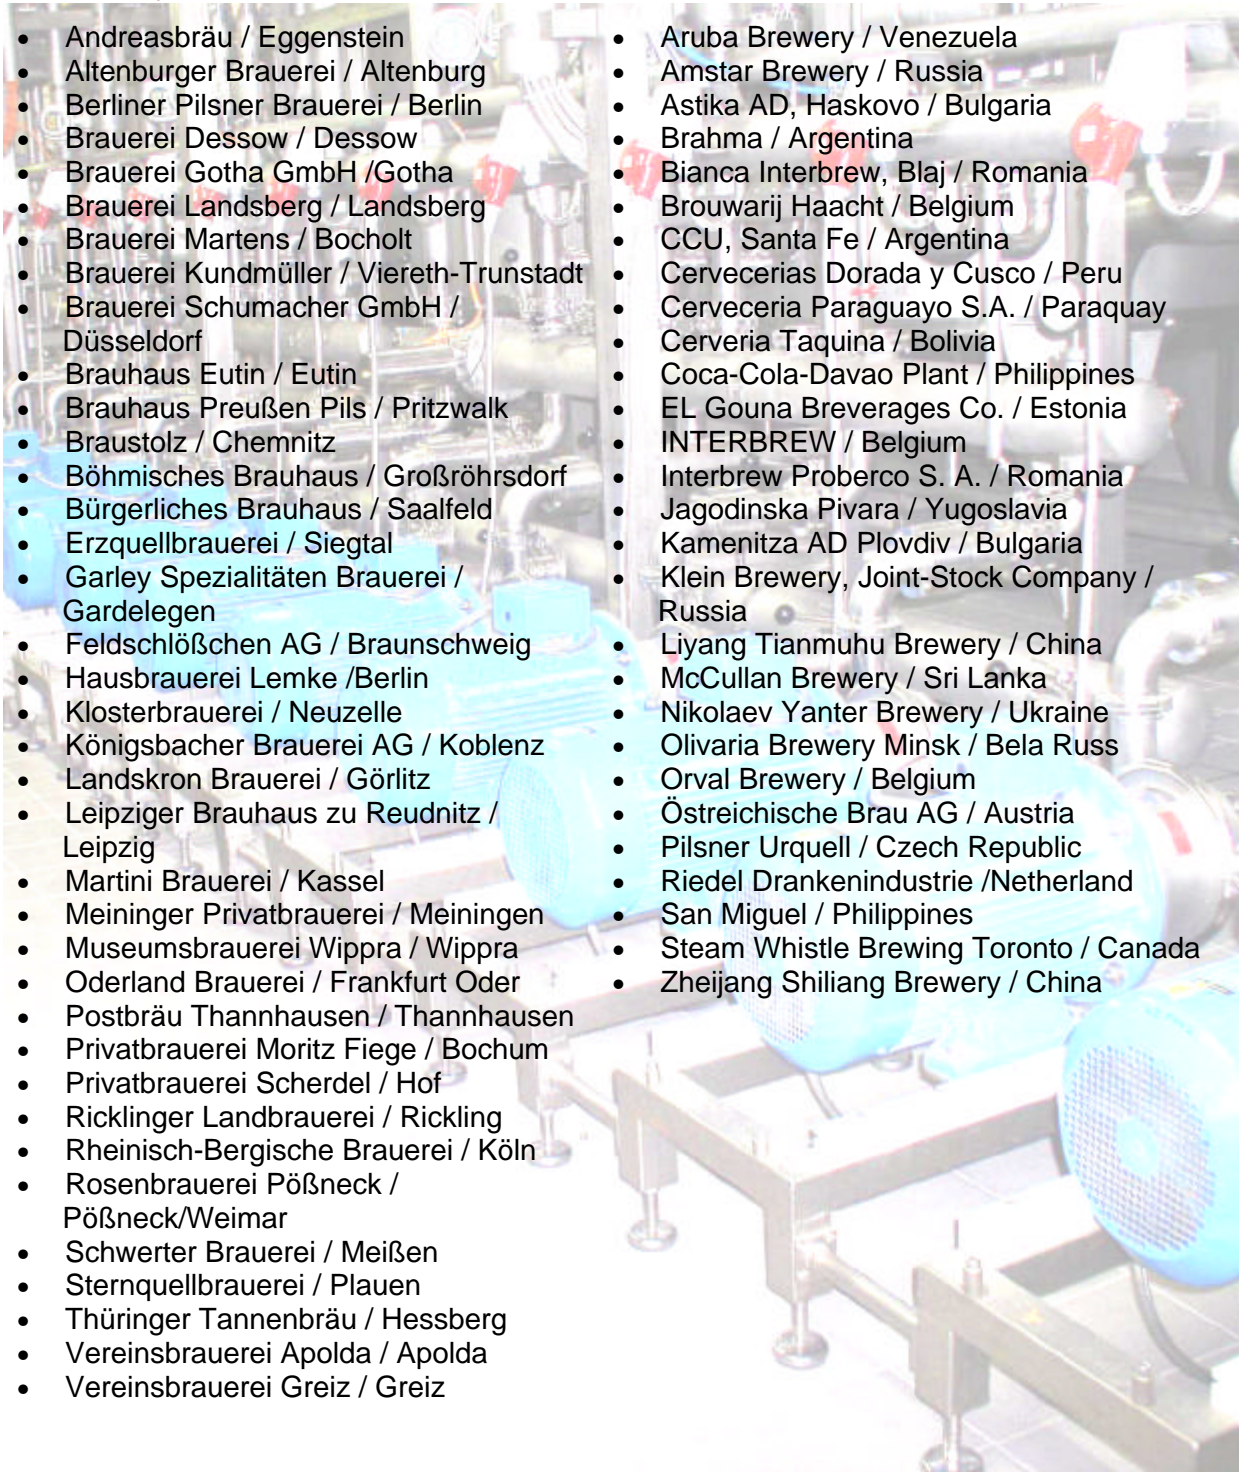 • Andreasbräu / Eggenstein
• Altenburger Brauerei / Altenburg
• Berliner Pilsner Brauerei / Berlin
• Brauerei Dessow / Dessow
• Brauerei Gotha GmbH /Gotha
• Brauerei Landsberg / Landsberg
• Brauerei Martens / Bocholt
• Brauerei Kundmüller / Viereth-Trunstadt
• Brauerei Schumacher GmbH /
Düsseldorf
• Brauhaus Eutin / Eutin
• Brauhaus Preußen Pils / Pritzwalk
• Braustolz / Chemnitz
• Böhmisches Brauhaus / Großröhrsdorf
• Bürgerliches Brauhaus / Saalfeld
• Erzquellbrauerei / Siegtal
• Garley Spezialitäten Brauerei /
Gardelegen
• Feldschlößchen AG / Braunschweig
• Hausbrauerei Lemke /Berlin
• Klosterbrauerei / Neuzelle
• Königsbacher Brauerei AG / Koblenz
• Landskron Brauerei / Görlitz
• Leipziger Brauhaus zu Reudnitz /
Leipzig
• Martini Brauerei / Kassel
• Meininger Privatbrauerei / Meiningen
• Museumsbrauerei Wippra / Wippra
• Oderland Brauerei / Frankfurt Oder
• Postbräu Thannhausen / Thannhausen
• Privatbrauerei Moritz Fiege / Bochum
• Privatbrauerei Scherdel / Hof
• Ricklinger Landbrauerei / Rickling
• Rheinisch-Bergische Brauerei / Köln
• Rosenbrauerei Pößneck /
Pößneck/Weimar
• Schwerter Brauerei / Meißen
• Sternquellbrauerei / Plauen
• Thüringer Tannenbräu / Hessberg
• Vereinsbrauerei Apolda / Apolda
• Vereinsbrauerei Greiz / Greiz
• Aruba Brewery / Venezuela
• Amstar Brewery / Russia
• Astika AD, Haskovo / Bulgaria
• Brahma / Argentina
• Bianca Interbrew, Blaj / Romania
• Brouwarij Haacht / Belgium
• CCU, Santa Fe / Argentina
• Cervecerias Dorada y Cusco / Peru
• Cerveceria Paraguayo S.A. / Paraquay
• Cerveria Taquina / Bolivia
• Coca-Cola-Davao Plant / Philippines
• EL Gouna Breverages Co. / Estonia
• INTERBREW / Belgium
• Interbrew Proberco S. A. / Romania
• Jagodinska Pivara / Yugoslavia
• Kamenitza AD Plovdiv / Bulgaria
• Klein Brewery, Joint-Stock Company /
Russia
• Liyang Tianmuhu Brewery / China
• McCullan Brewery / Sri Lanka
• Nikolaev Yanter Brewery / Ukraine
• Olivaria Brewery Minsk / Bela Russ
• Orval Brewery / Belgium
• Östreichische Brau AG / Austria
• Pilsner Urquell / Czech Republic
• Riedel Drankenindustrie /Netherland
• San Miguel / Philippines
• Steam Whistle Brewing Toronto / Canada
• Zheijang Shiliang Brewery / China